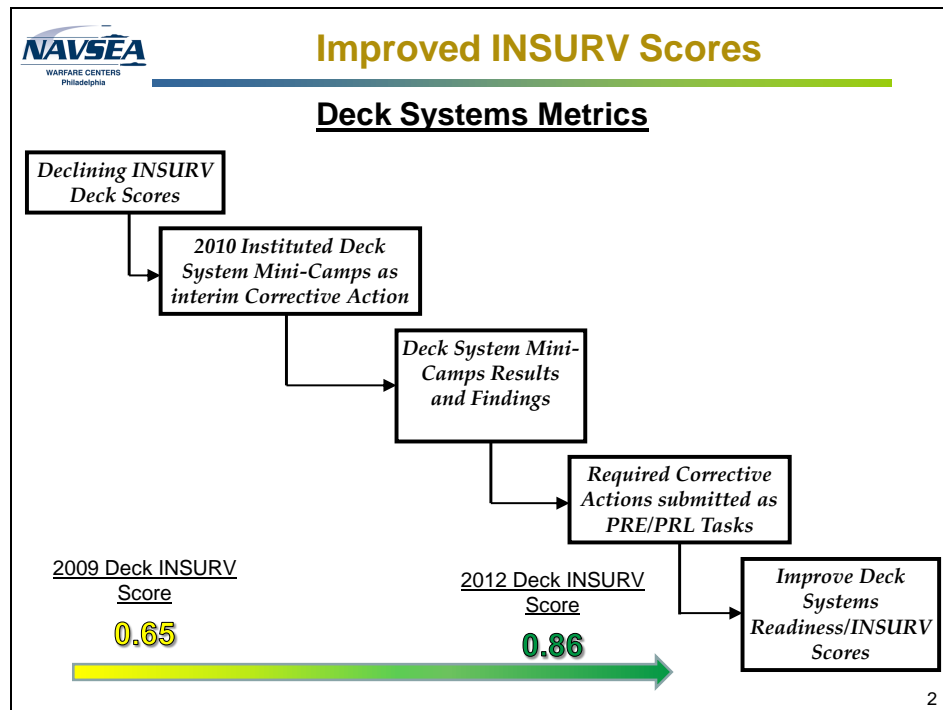 NAVSEA
WARFARE CENTERS
Philadelphia
Improved INSURV Scores
Deck Systems Metrics
Declining INSURV
Deck Scores
2010 Instituted Deck
System Mini-Camps as
interim Corrective Action
Deck System Mini-
Camps Results
and Findings
Required Corrective
Actions submitted as
PRE/PRL Tasks
Improve Deck
Systems
Readiness/INSURV
Scores
2009 Deck INSURV
Score
0.65
2012 Deck INSURV
Score
0.86
2